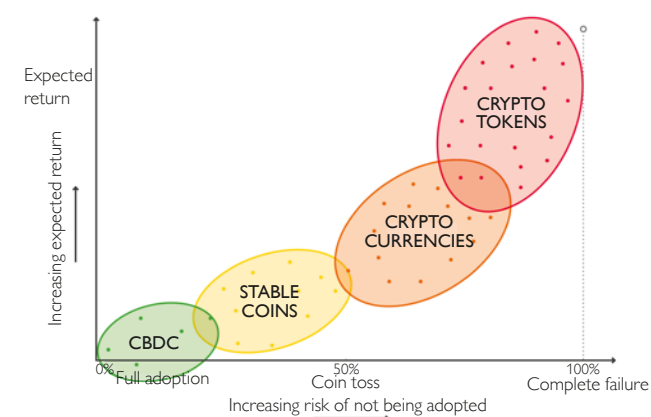 Expected
return
Increasing expected return
CRYPTO
TOKENS
CRYPTO
CURRENCIES
STABLE
COINS
CBDC
0%
50%
100%
Full adoption
Coin toss
Complete failure
Increasing risk of not being adopted